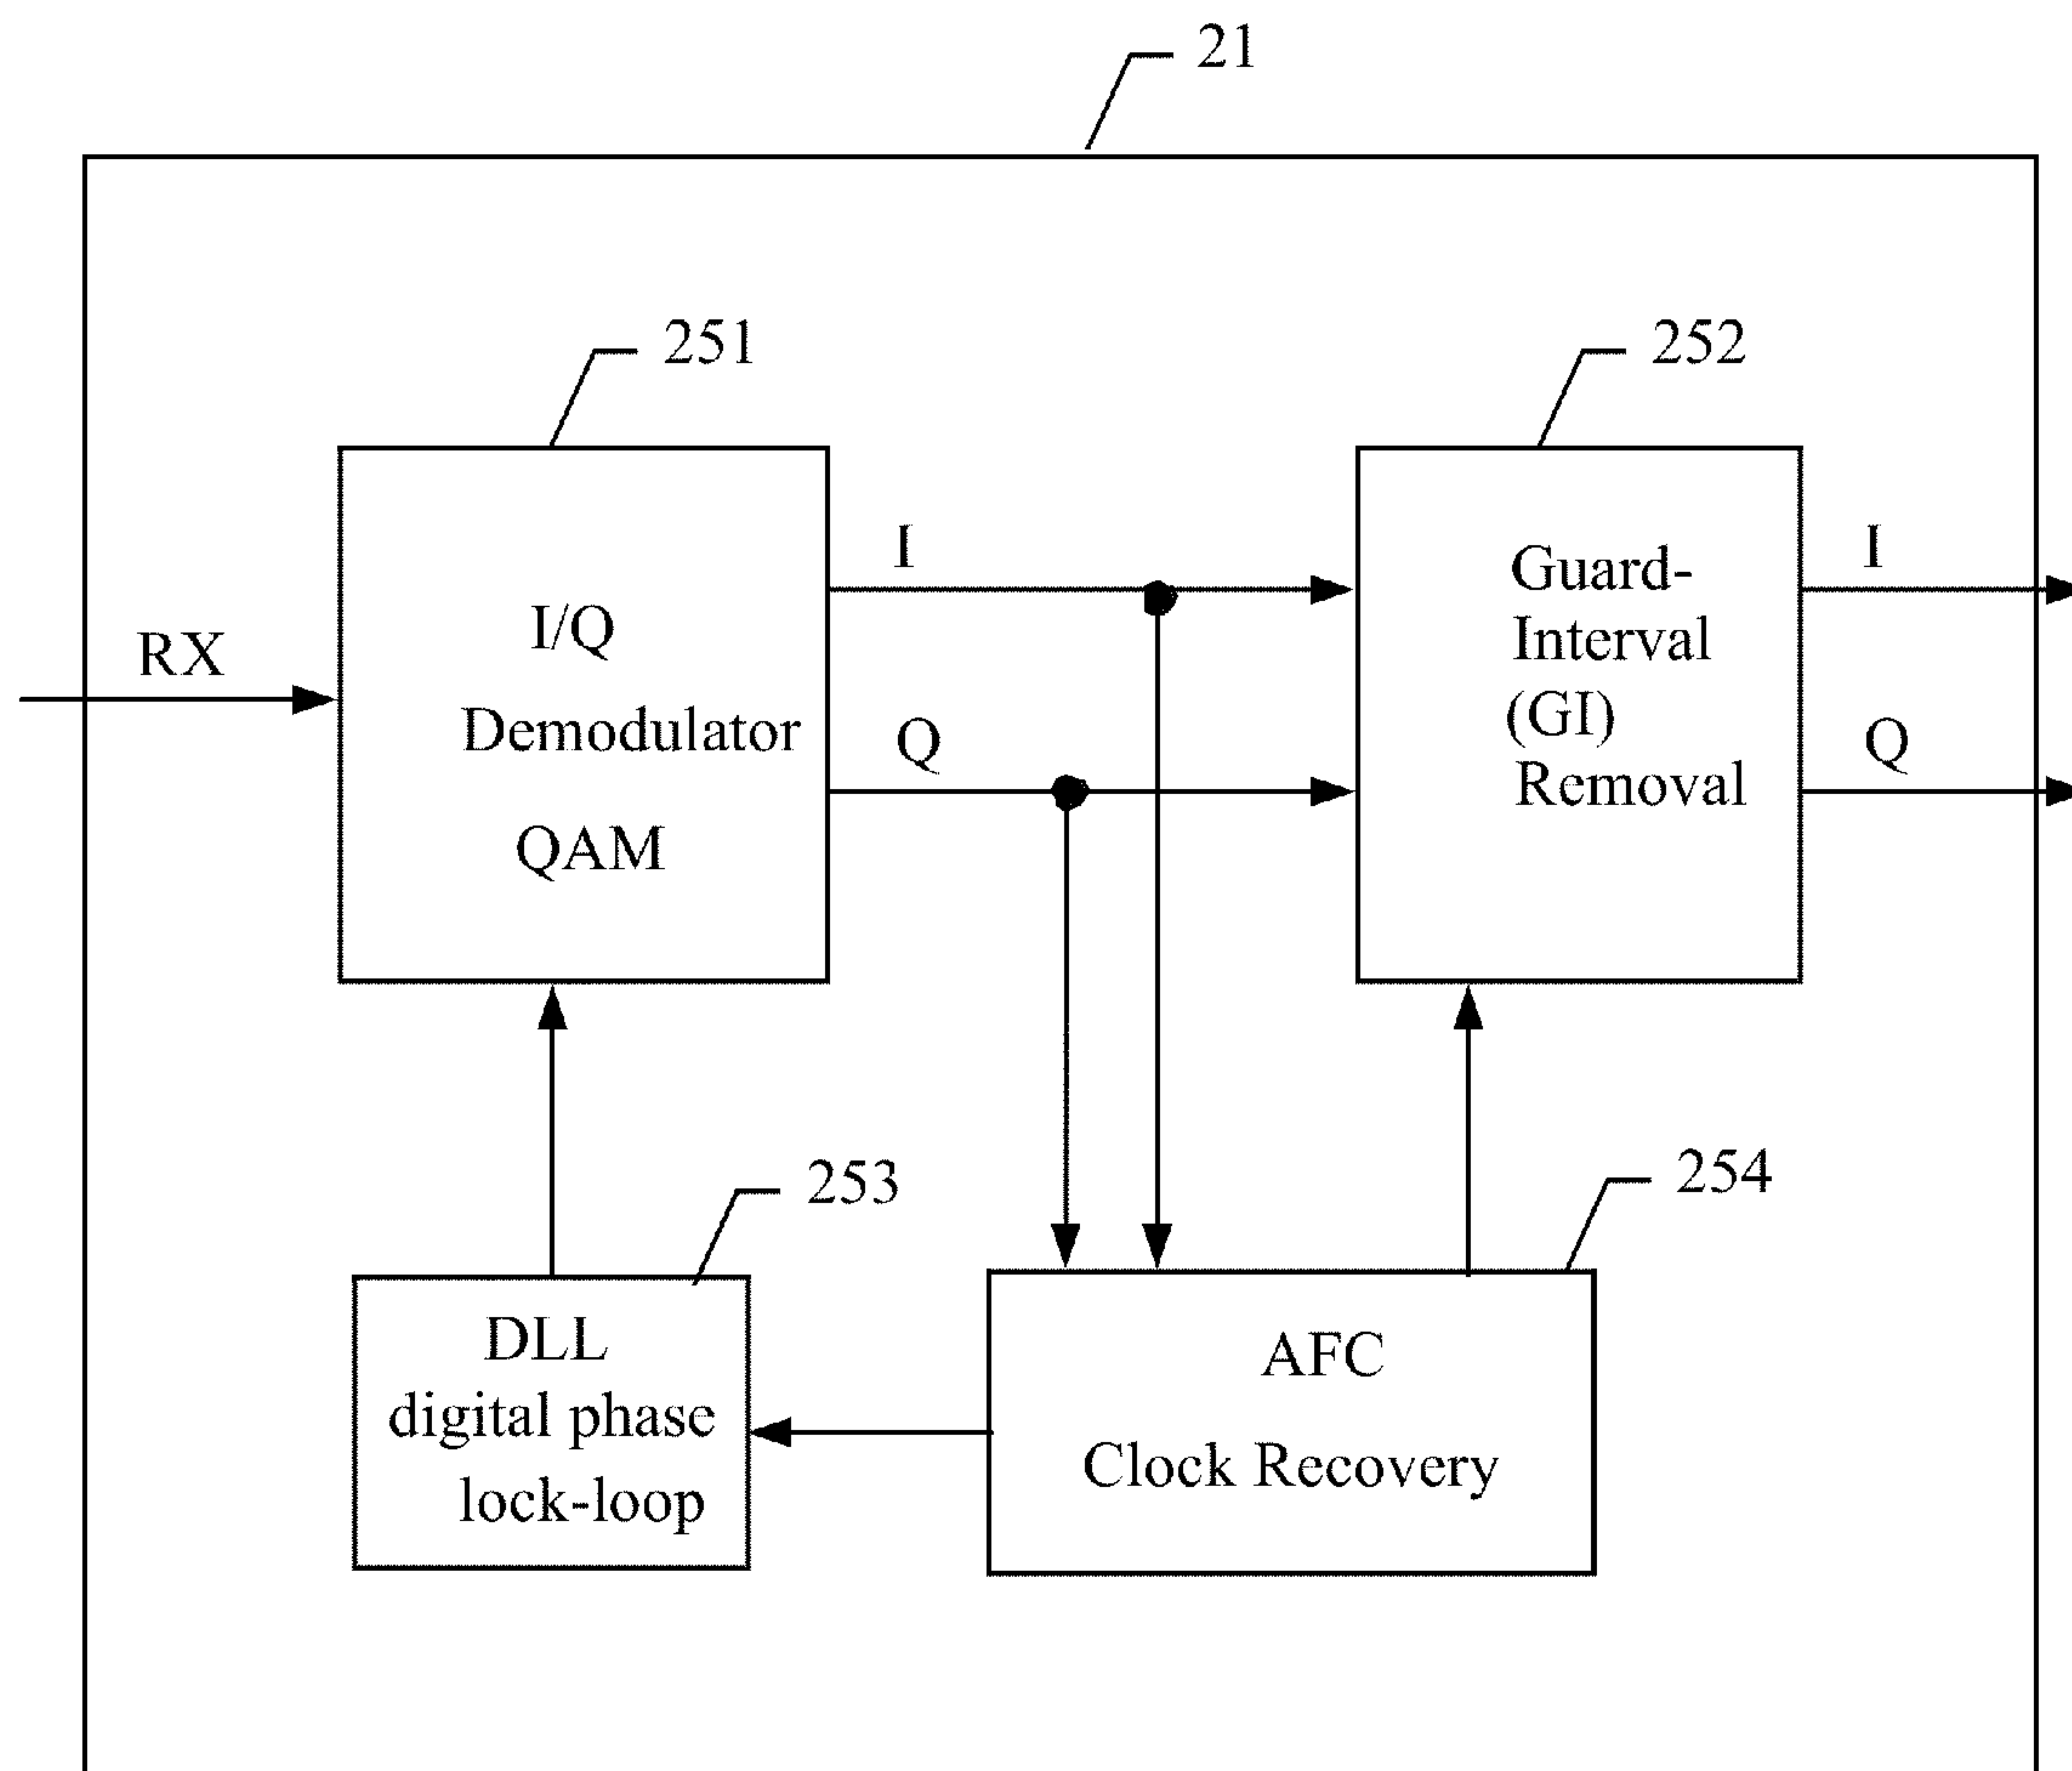 21
251
252
RX
I/Q
Demodulator
QAM
I
Q
Guard-
Interval
(GI)
Removal
I
Q
253
254
DLL
digital phase
lock-loop
AFC
Clock Recovery